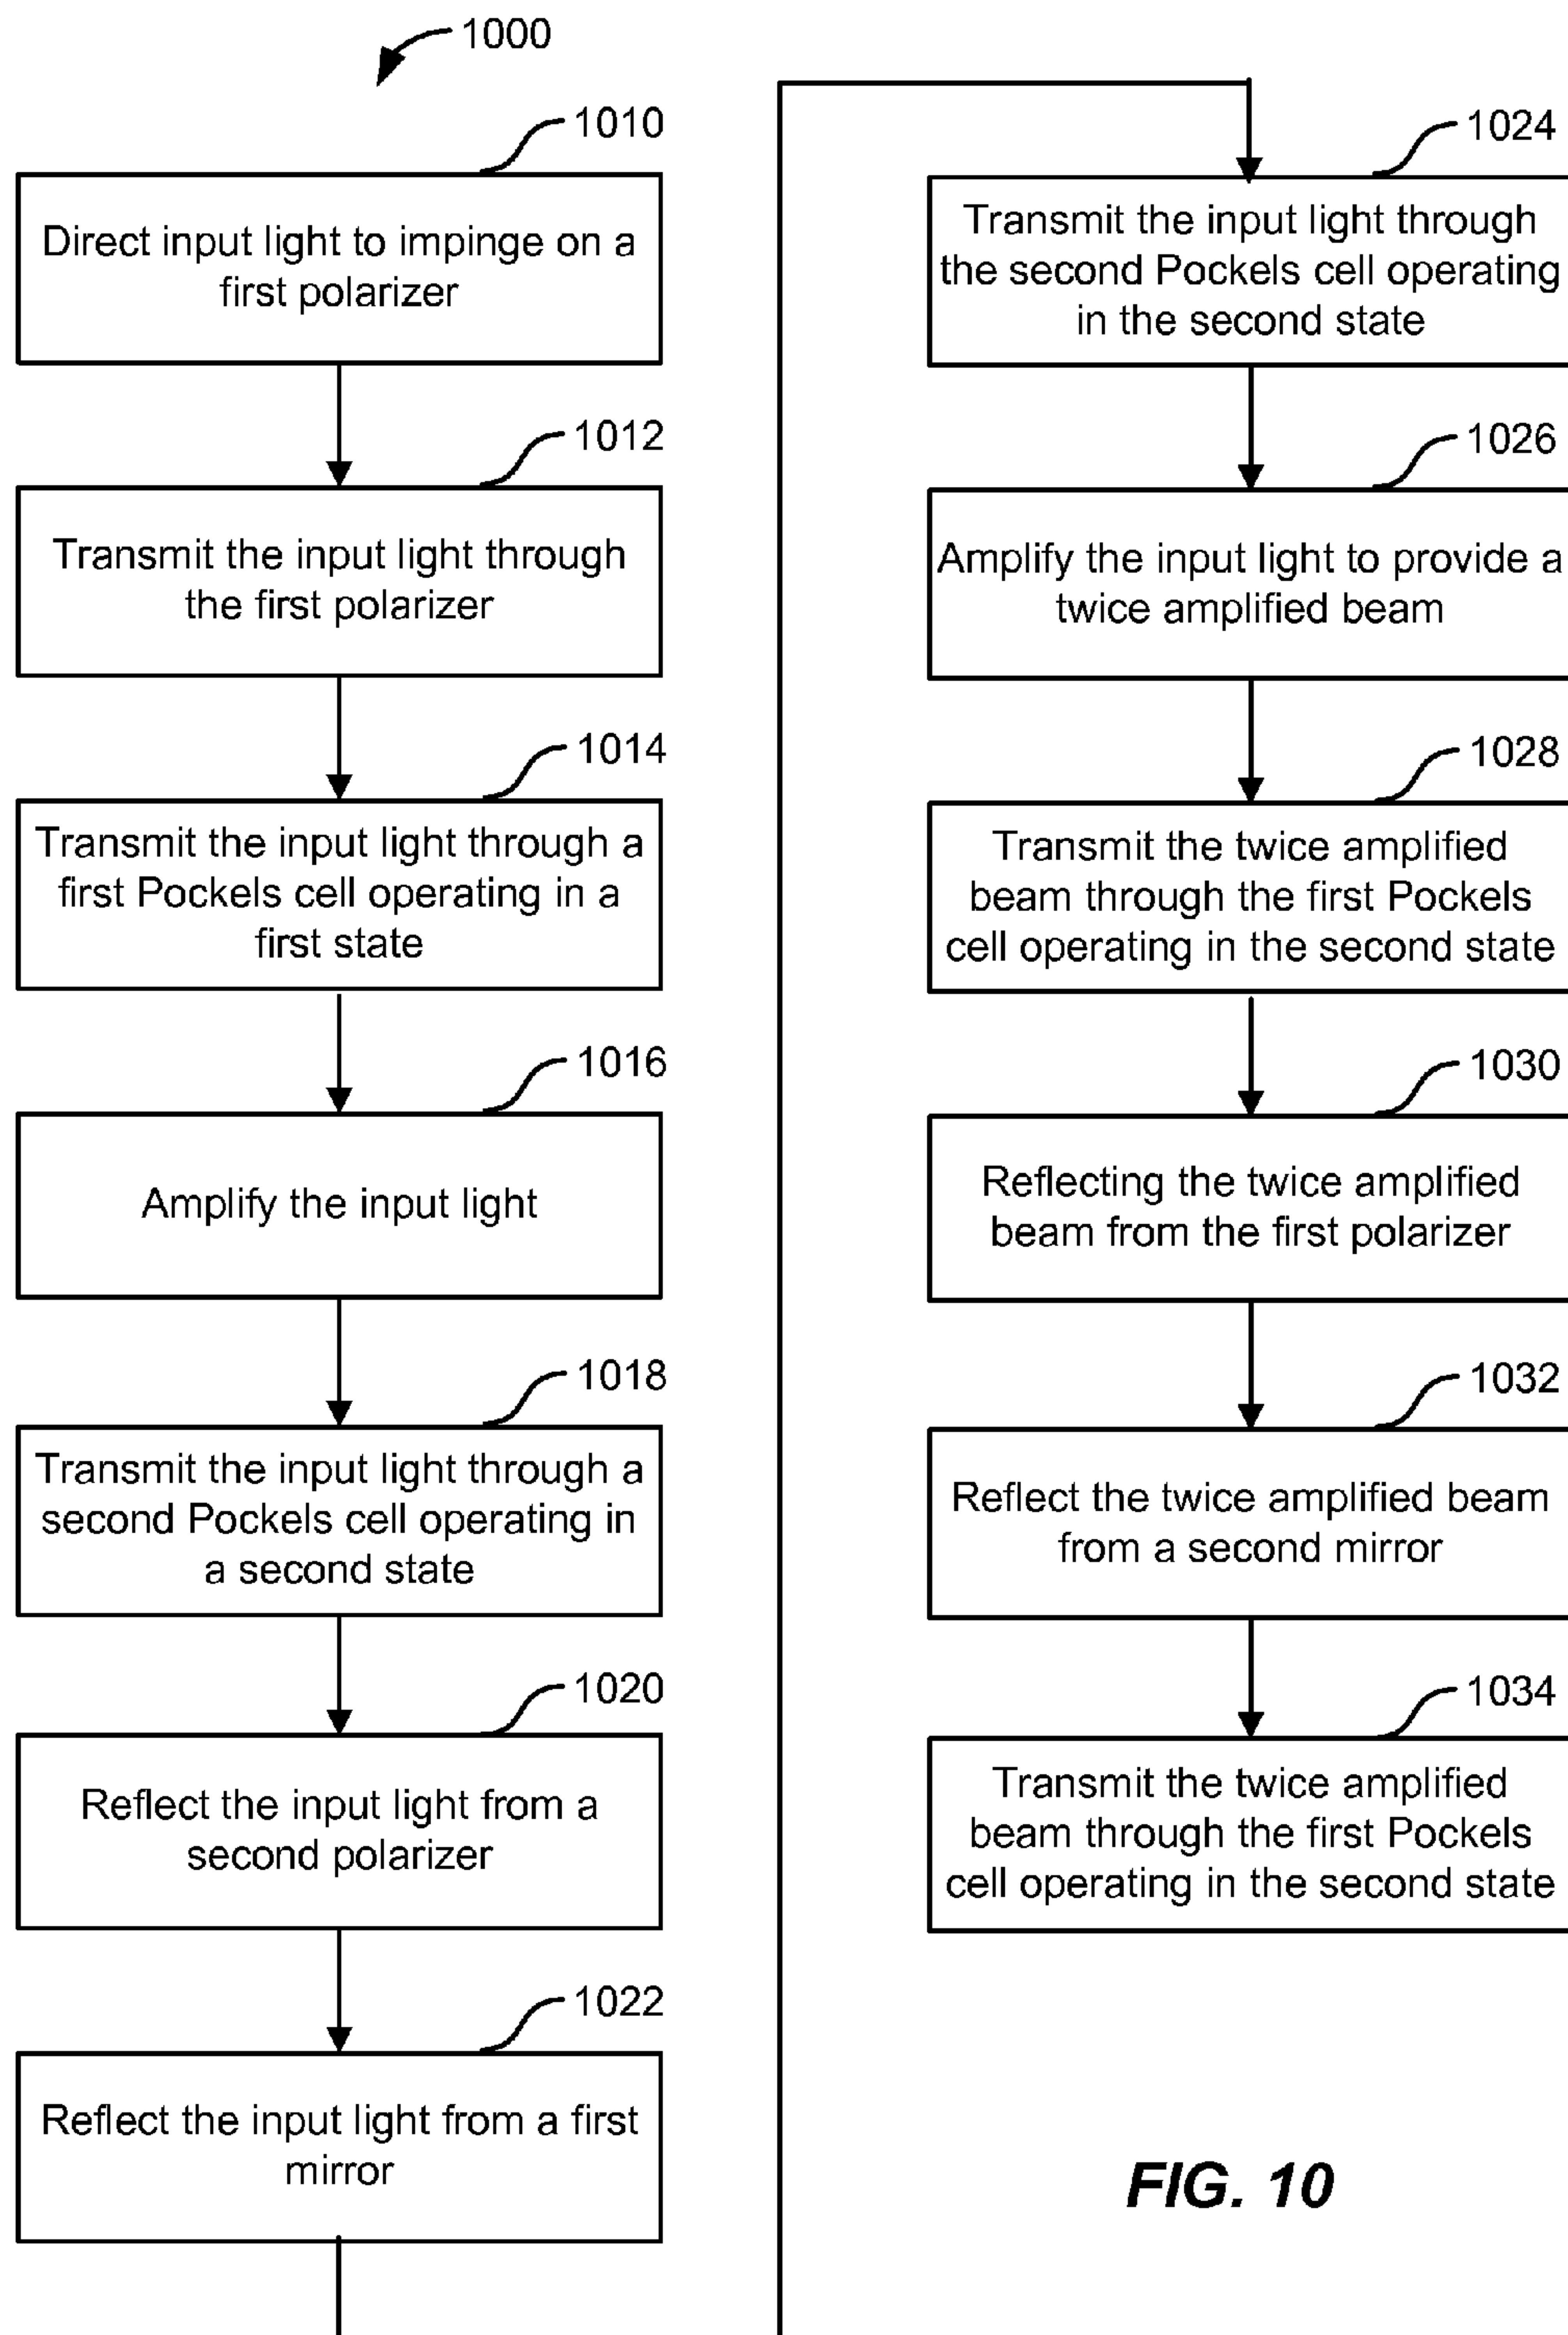 1000
1010
Direct input light to impinge on a
first polarizer
1012
Transmit the input light through
the first polarizer
1014
Transmit the input light through a
first Pockels cell operating in a
first state
1016
Amplify the input light
1018
Transmit the input light through a
second Pockels cell operating in
a second state
1020
Reflect the input light from a
second polarizer
1022
Reflect the input light from a first
mirror
1024
Transmit the input light through
the second Pockels cell operating
in the second state
1026
Amplify the input light to provide a
twice amplified beam
1028
Transmit the twice amplified
beam through the first Pockels
cell operating in the second state
1030
Reflecting the twice amplified
beam from the first polarizer
1032
Reflect the twice amplified beam
from a second mirror
1034
Transmit the twice amplified
beam through the first Pockels
cell operating in the second state
FIG. 10